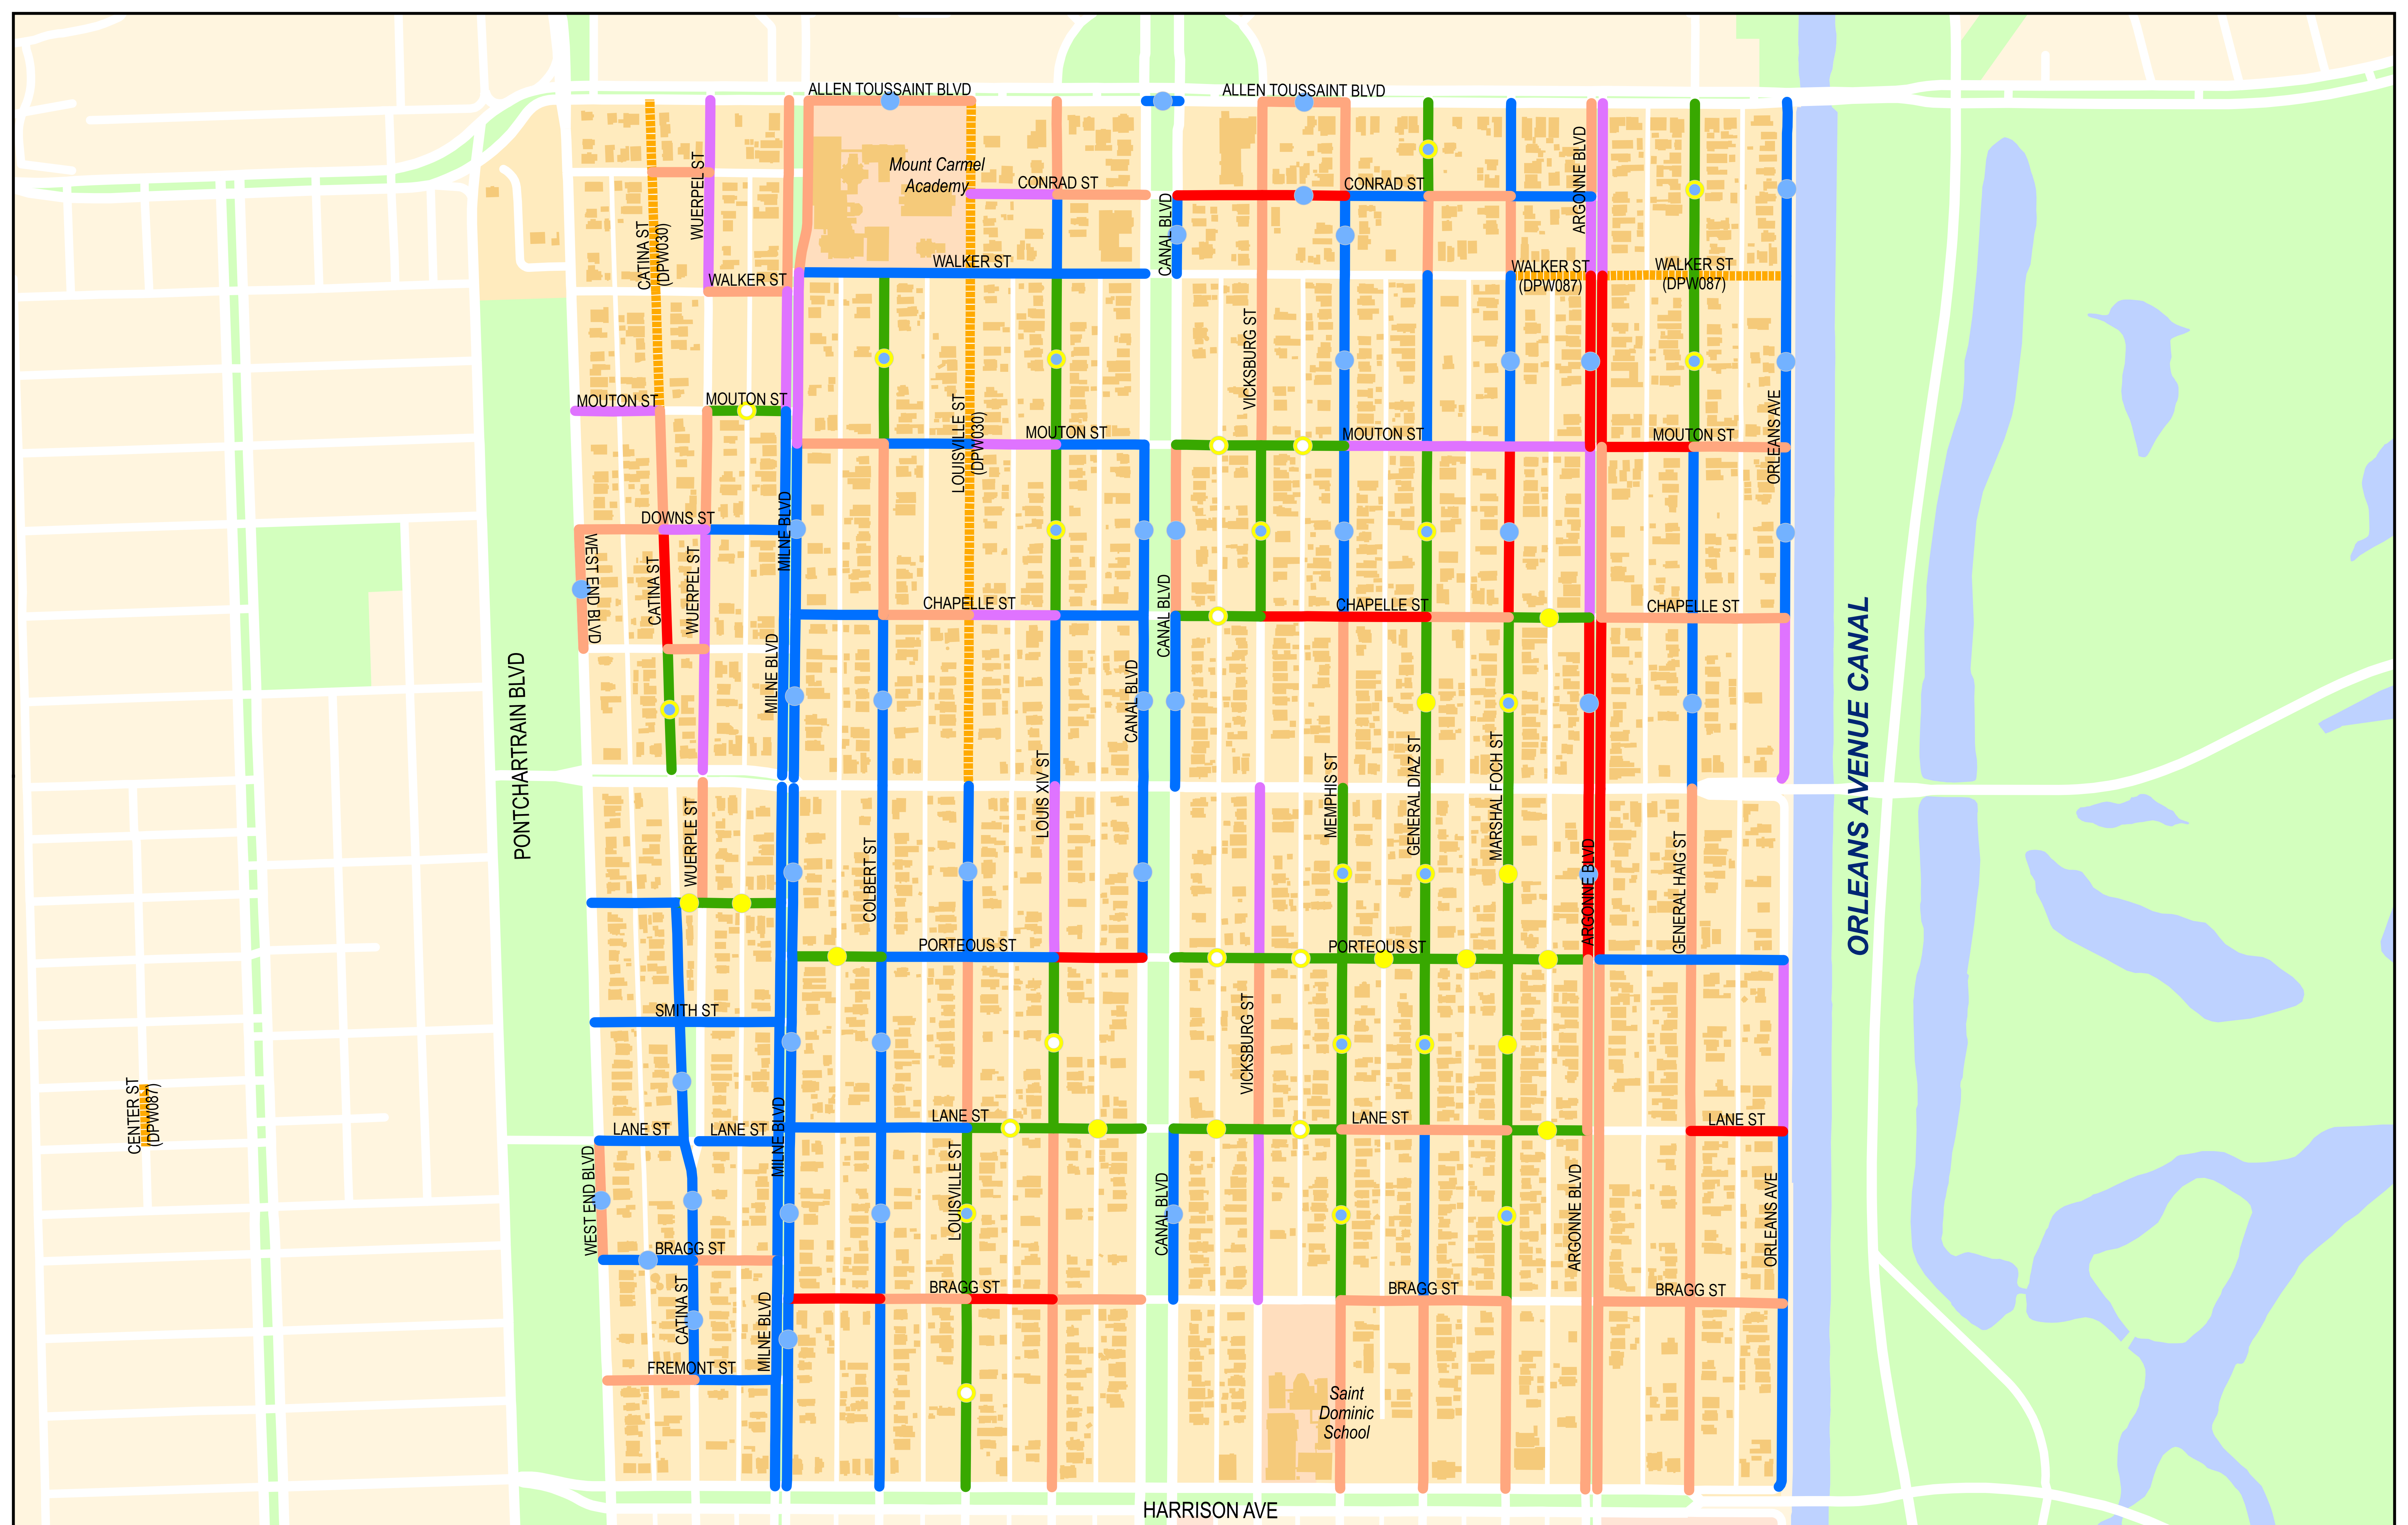 ALLEN TOUSSAINT BLVD
ALLEN TOUSSAINT BLVD
Mount Carmel
Academy
WUERPEL ST
CONRAD ST
CONRAD ST
ARGONNE BLVD
CATINA ST
(DPW030)
CANAL BLVD
WALKER ST
WALKER ST
WALKER ST
(DPW087)
WALKER ST
(DPW087)
VICKSBURG ST
MOUTON ST
MOUTON ST
LOUISVILLE ST
(DPW030)
MOUTON ST
MOUTON ST
MOUTON ST
ORLEANS AVE
DOWNS ST
MILNE BLVD
WEST END BLVD
CATINA ST
WUERPEL ST
CHAPELLE ST
CANAL BLVD
CHAPELLE ST
CHAPELLE ST
PONTCHARTRAIN BLVD
MILNE BLVD
CANAL BLVD
ORLEANS AVENUE CANAL
WUERPLE ST
COLBERT ST
LOUIS XIV ST
MEMPHIS ST
GENERAL DIAZ ST
MARSHAL FOCH ST
ARGONNE BLVD
GENERAL HAIG ST
PORTEOUS ST
PORTEOUS ST
SMITH ST
VICKSBURG ST
CENTER ST
(DPW087)
LANE ST
LANE ST
MILNE BLVD
LANE ST
LANE ST
LANE ST
WEST END BLVD
LOUISVILLE ST
CANAL BLVD
ARGONNE BLVD
ORLEANS AVE
BRAGG ST
BRAGG ST
BRAGG ST
BRAGG ST
CATINA ST
MILNE BLVD
FREMONT ST
Saint
Dominic
School
HARRISON AVE